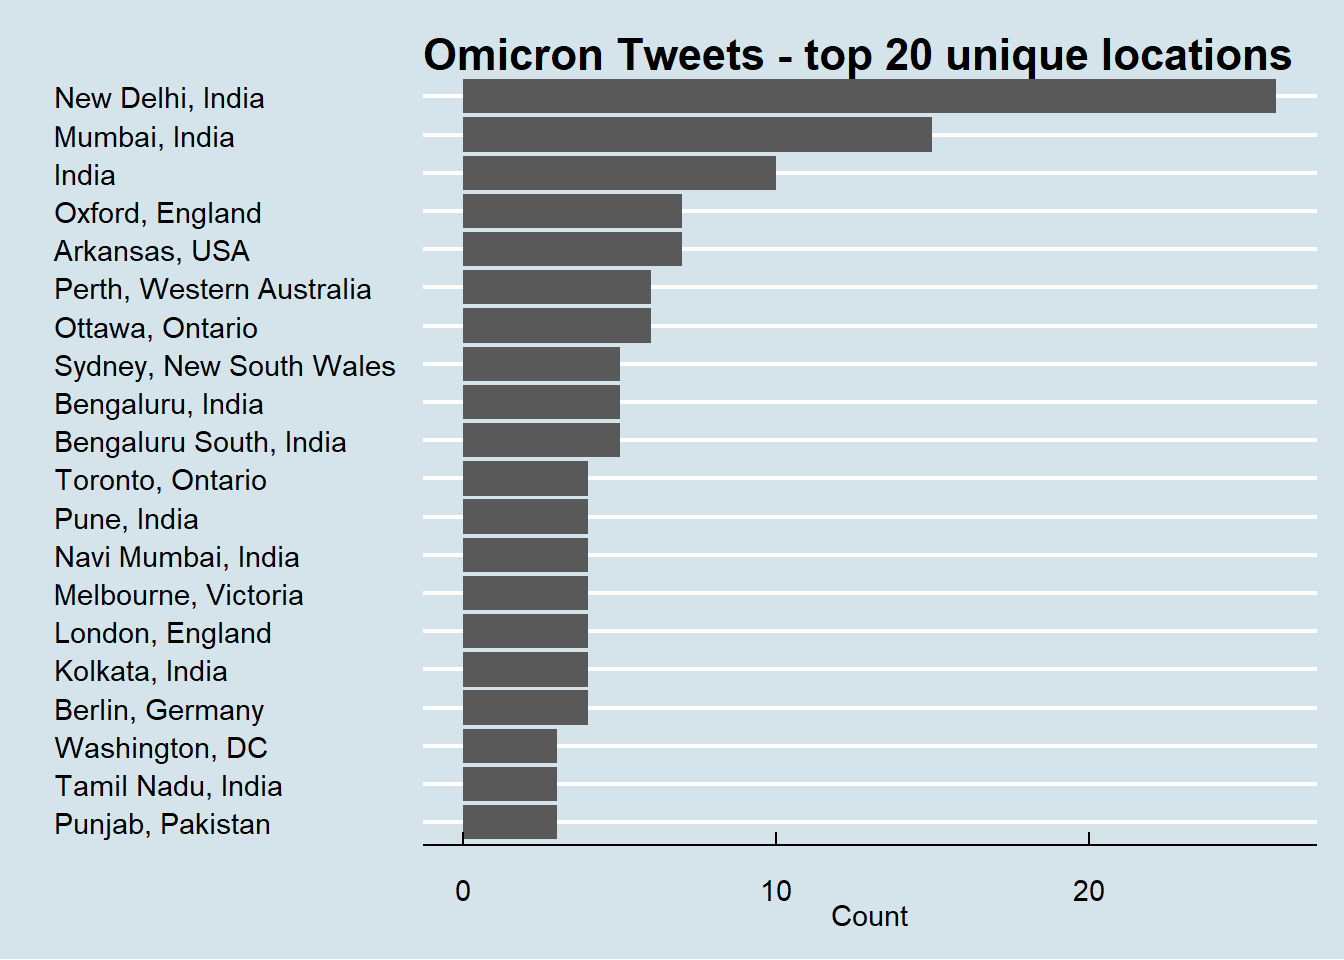 Omicron Tweets - top 20 unique locations
New Delhi, India
Mumbai, India
India
Oxford, England
Arkansas, USA
Perth, Western Australia
Ottawa, Ontario
Sydney, New South Wales
Bengaluru, India
Bengaluru South, India
Toronto, Ontario
Pune, India
Navi Mumbai, India
Melbourne, Victoria
London, England
Kolkata, India
Berlin, Germany
Washington, DC
Tamil Nadu, India
Punjab, Pakistan
0 10 20
Count